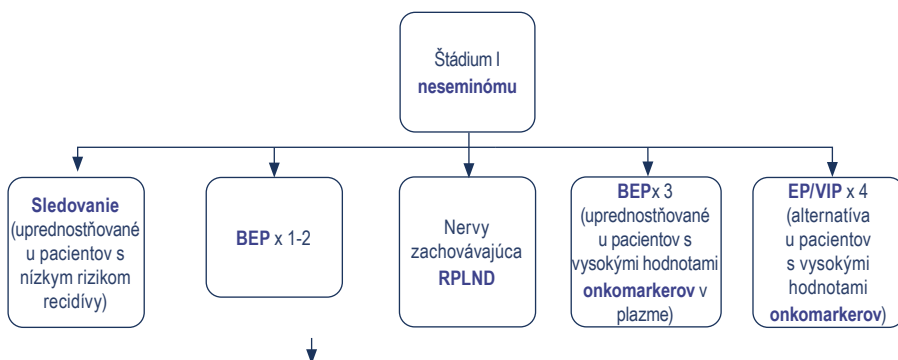 Štádium I
neseminómu
Sledovanie
(uprednostňované
u pacientov s
nízkym rizikom
recidívy)
BEP x 1-2
Nervy
zachovávajúca
RPLND
BEPx 3
(uprednostňované
u pacientov s
vysokými hodnotami
onkomarkerov v
plazme)
EP/VIP x 4
(alternatíva
u pacientov
s vysokými
hodnotami
onkomarkerov)